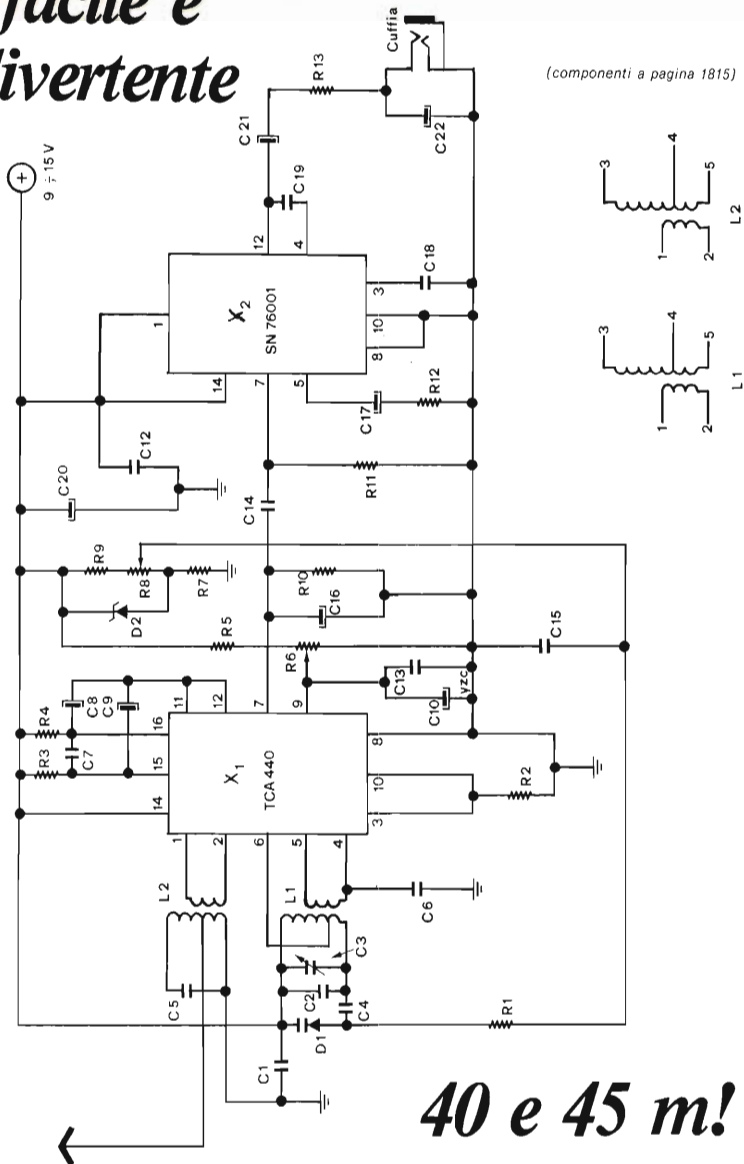 facile e
divertente
(componenti a pagina 1815)
Cuffia
R13
C22
C21
C19
+
9 ÷ 15 V
12
4
1
X2
SN 76001
3
C18
10
8
14
7
5
C17
R12
C20
C12
C14
R11
R9
R8
R7
D2
R5
R10
C16
R6
C15
C13
C10
yzc
R4
R3
C8
C9
C7
11
12
16
15
14
7
9
X1
TCA 440
8
10
3
R2
1
2
6
5
4
L2
L1
C6
C5
C3
C2
C4
D1
C1
R1
3
4
5
1
2
L2
3
4
5
1
2
L1
40 e 45 m!